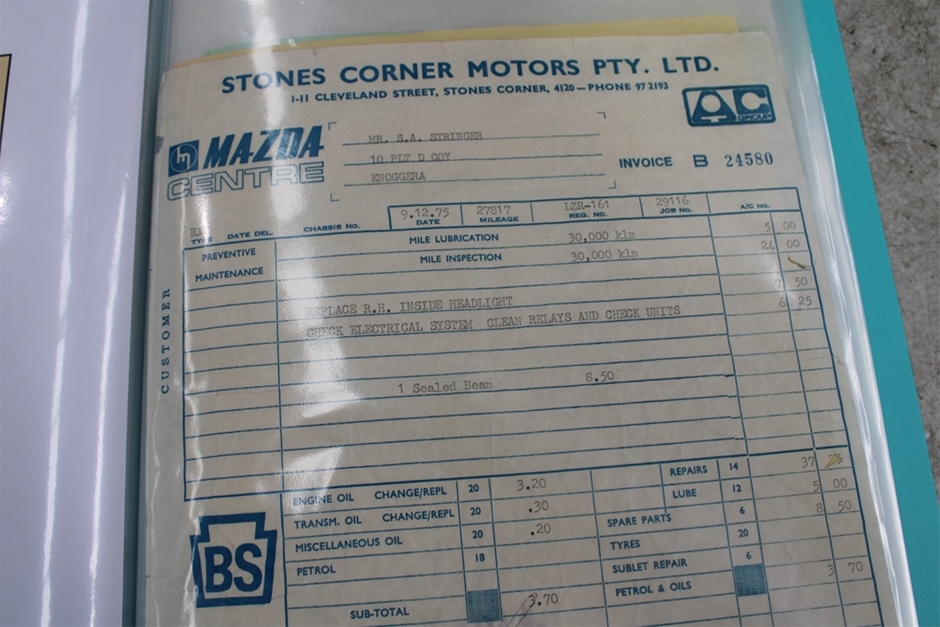 STONES CORNER MOTORS PTY. LTD.
1-11 CLEVELAND STREET, STONES CORNER, 4120 — PHONE 97 2193
AC GROUP
m MAZDA
CENTRE
MR. S.A. STRINGER
10 PLT D COY
ENOGGERA
INVOICE B 24580
9.12.75 27817 LZR-161 29116
TYPE DATE DEL. CHASSIS NO. DATE MILEAGE REG. NO. JOB NO. A/C NO.
PREVENTIVE MILE LUBRICATION 30,000 klm 5 00
MAINTENANCE MILE INSPECTION 30,000 klm 24 00
REPLACE R.H. INSIDE HEADLIGHT 7 50
CHECK ELECTRICAL SYSTEM CLEAN RELAYS AND CHECK UNITS 6 25
CUSTOMER
1 Sealed Beam 8.50
REPAIRS 14 37
ENGINE OIL CHANGE/REPL 20 3.20 LUBE 12 5 00
TRANSM. OIL CHANGE/REPL 20 .30 SPARE PARTS 6 8 50
MISCELLANEOUS OIL 20 .20 TYRES 20
PETROL 18 SUBLET REPAIR 6
PETROL & OILS 3 70
SUB-TOTAL 3.70
BS